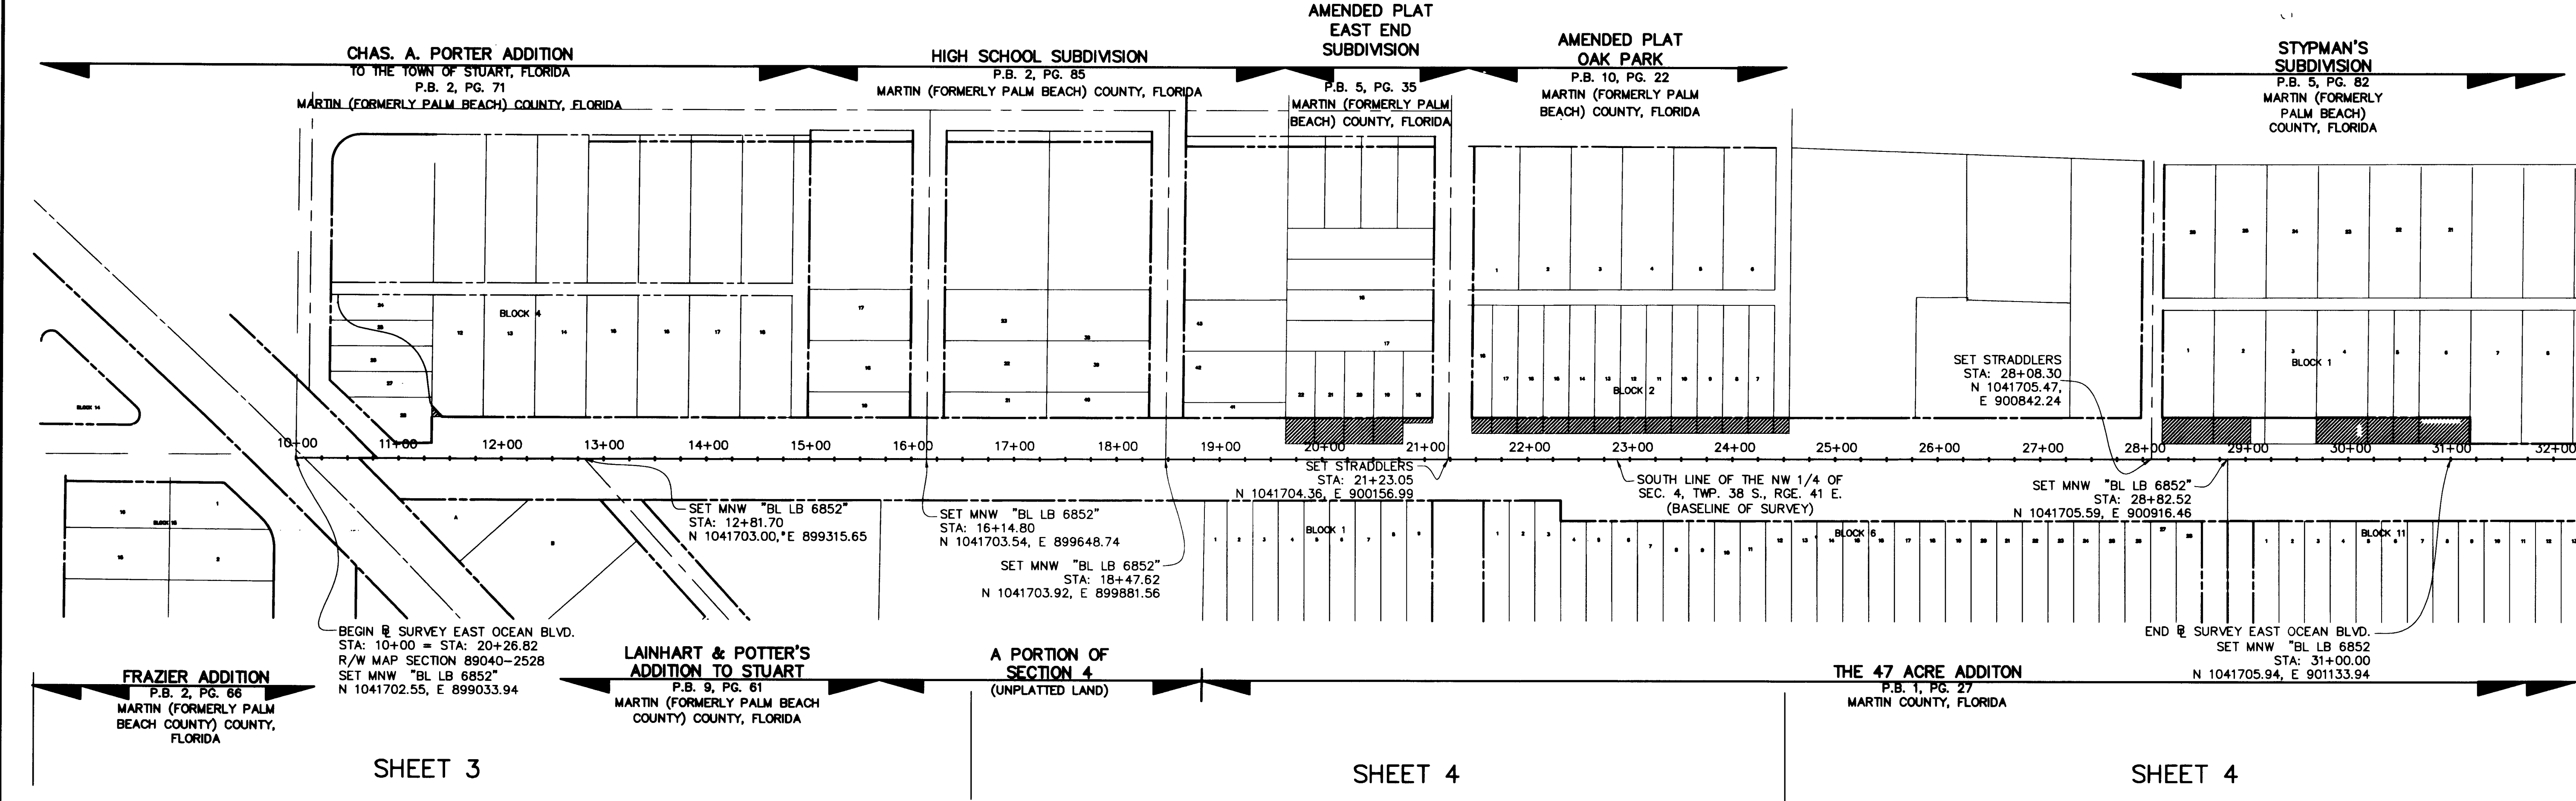 CHAS. A. PORTER ADDITION
TO THE TOWN OF STUART, FLORIDA
P.B. 2, PG. 71
MARTIN (FORMERLY PALM BEACH) COUNTY, FLORIDA
HIGH SCHOOL SUBDIVISION
P.B. 2, PG. 85
MARTIN (FORMERLY PALM BEACH) COUNTY, FLORIDA
AMENDED PLAT
EAST END
SUBDIVISION
P.B. 5, PG. 35
MARTIN (FORMERLY PALM
BEACH) COUNTY, FLORIDA
AMENDED PLAT
OAK PARK
P.B. 10, PG. 22
MARTIN (FORMERLY PALM
BEACH) COUNTY, FLORIDA
STYPMAN'S
SUBDIVISION
P.B. 5, PG. 82
MARTIN (FORMERLY
PALM BEACH)
COUNTY, FLORIDA
BLOCK 4
12 13 14 15 16 17 18
BLOCK 2
BLOCK 1
SET STRADDLERS
STA: 28+08.30
N 1041705.47,
E 900842.24
10+00 11+00 12+00 13+00 14+00 15+00 16+00 17+00 18+00 19+00 20+00 21+00 22+00 23+00 24+00 25+00 26+00 27+00 28+00 29+00 30+00 31+00 32+00
SET MNW "BL LB 6852"
STA: 12+81.70
N 1041703.00, E 899315.65
SET MNW "BL LB 6852"
STA: 16+14.80
N 1041703.54, E 899648.74
SET MNW "BL LB 6852"
STA: 18+47.62
N 1041703.92, E 899881.56
SET STRADDLERS
STA: 21+23.05
N 1041704.36, E 900156.99
SOUTH LINE OF THE NW 1/4 OF
SEC. 4, TWP. 38 S., RGE. 41 E.
(BASELINE OF SURVEY)
SET MNW "BL LB 6852"
STA: 28+82.52
N 1041705.59, E 900916.46
BLOCK 1
BLOCK 6
BLOCK 11
BEGIN BL SURVEY EAST OCEAN BLVD.
STA: 10+00 = STA: 20+26.82
R/W MAP SECTION 89040-2528
SET MNW "BL LB 6852"
N 1041702.55, E 899033.94
END BL SURVEY EAST OCEAN BLVD.
SET MNW "BL LB 6852
STA: 31+00.00
N 1041705.94, E 901133.94
FRAZIER ADDITION
P.B. 2, PG. 66
MARTIN (FORMERLY PALM
BEACH COUNTY) COUNTY,
FLORIDA
LAINHART & POTTER'S
ADDITION TO STUART
P.B. 9, PG. 61
MARTIN (FORMERLY PALM BEACH
COUNTY) COUNTY, FLORIDA
A PORTION OF
SECTION 4
(UNPLATTED LAND)
THE 47 ACRE ADDITON
P.B. 1, PG. 27
MARTIN COUNTY, FLORIDA
SHEET 3
SHEET 4
SHEET 4